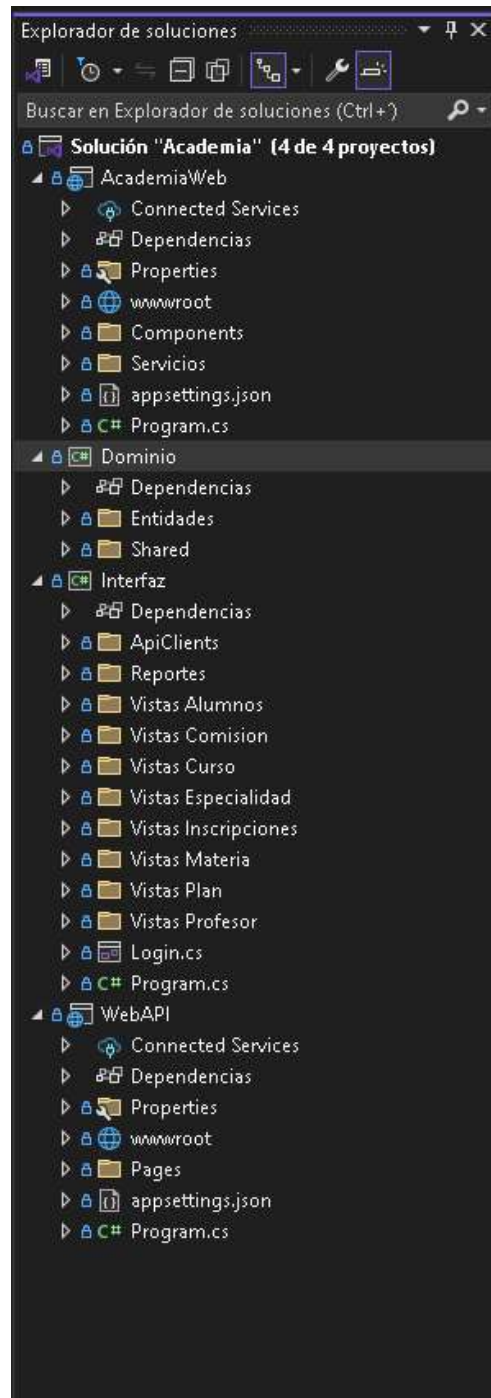 Explorador de soluciones
Buscar en Explorador de soluciones (Ctrl+´)
Solución "Academia" (4 de 4 proyectos)
AcademiaWeb
Connected Services
Dependencias
Properties
wwwroot
Components
Servicios
appsettings.json
C# Program.cs
C# Dominio
Dependencias
Entidades
Shared
C# Interfaz
Dependencias
ApiClients
Reportes
Vistas Alumnos
Vistas Comision
Vistas Curso
Vistas Especialidad
Vistas Inscripciones
Vistas Materia
Vistas Plan
Vistas Profesor
Login.cs
C# Program.cs
WebAPI
Connected Services
Dependencias
Properties
wwwroot
Pages
appsettings.json
C# Program.cs